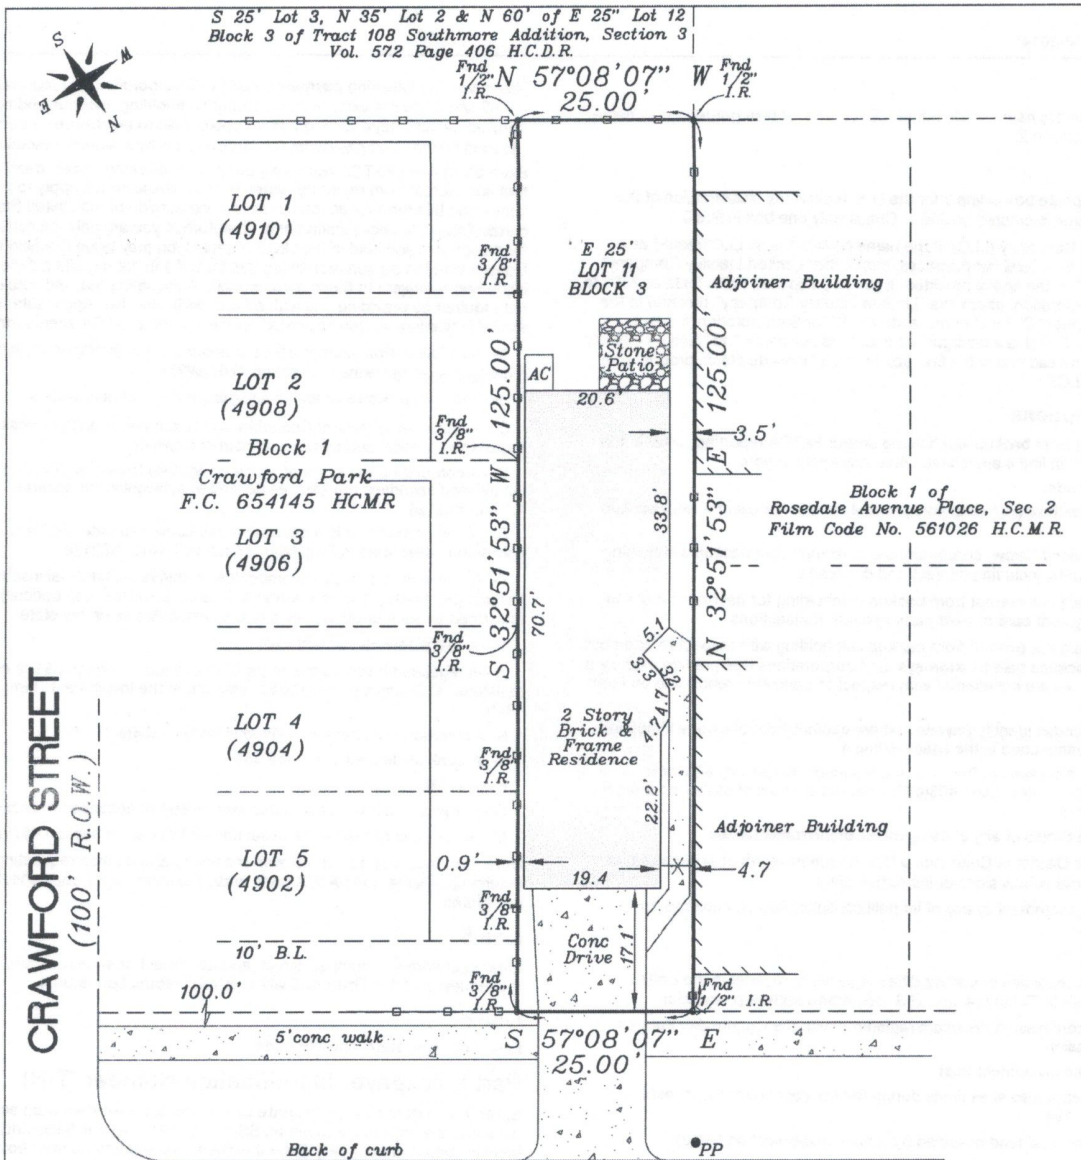 S 25' Lot 3, N 35' Lot 2 & N 60' of E 25" Lot 12
Block 3 of Tract 108 Southmore Addition, Section 3
Vol. 572 Page 406 H.C.D.R.
S
W
E
N
Fnd
1/2"
I.R.
N 57°08'07" W
25.00'
Fnd
1/2"
I.R.
LOT 1
(4910)
Fnd
3/8"
I.R.
E 25'
LOT 11
BLOCK 3
Adjoiner Building
Stone
Patio
AC
20.6
LOT 2
(4908)
Fnd
3/8"
I.R.
3.5'
Block 1
Crawford Park
F.C. 654145 HCMR
S 32°51'53" W 125.00
N 32°51'53" E 125.00
33.8'
70.7'
Block 1 of
Rosedale Avenue Place, Sec 2
Film Code No. 561026 H.C.M.R.
LOT 3
(4906)
Fnd
3/8"
I.R.
5.1
4.7
2 Story
Brick &
Frame
Residence
LOT 4
(4904)
Fnd
3/8"
I.R.
22.2'
Adjoiner Building
LOT 5
(4902)
0.9'
4.7
19.4
Fnd
3/8"
I.R.
Conc
Drive
17.1'
10' B.L.
Fnd
3/8"
I.R.
Fnd
1/2" I.R.
CRAWFORD STREET
(100' R.O.W.)
100.0'
5'conc walk
S 57°08'07" E
25.00'
Back of curb
PP